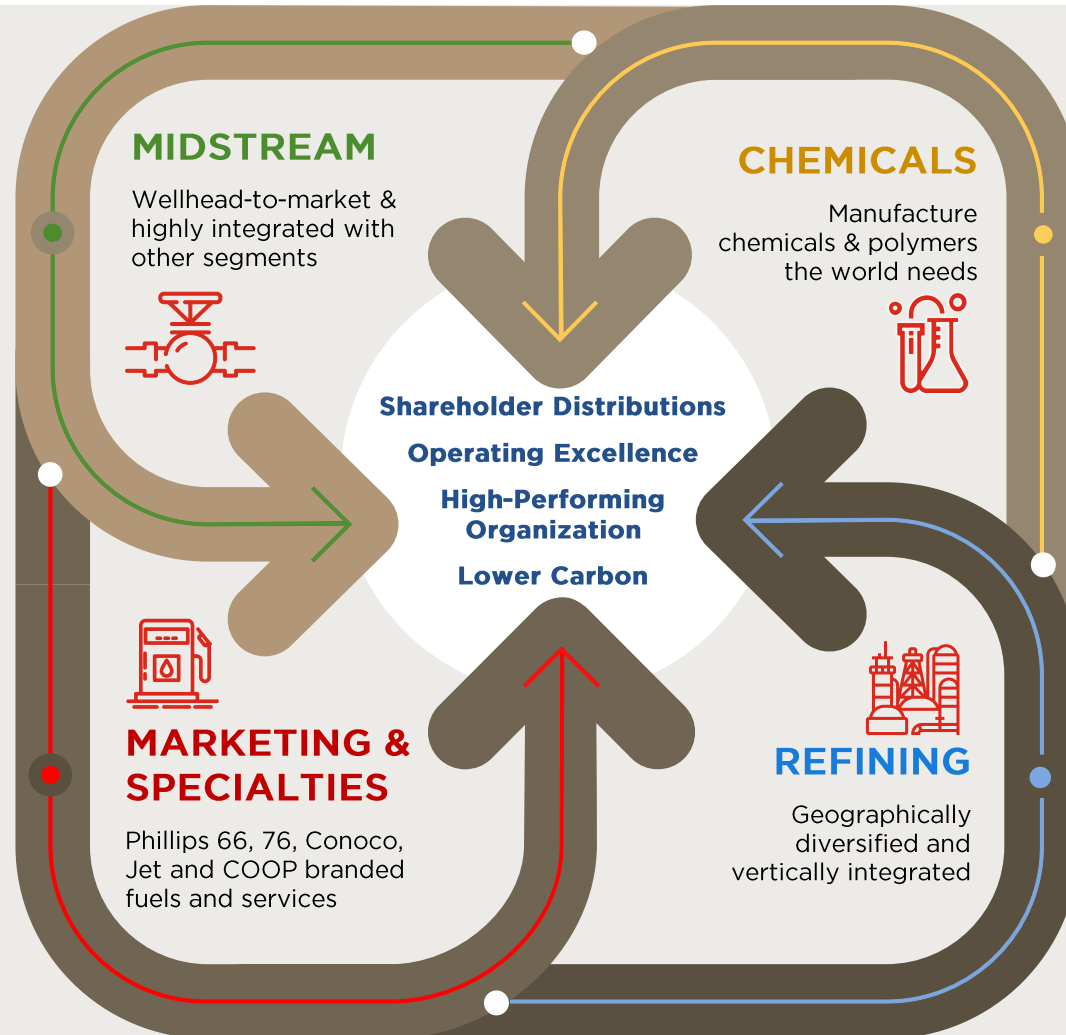 MIDSTREAM
Wellhead-to-market &
highly integrated with
other segments
CHEMICALS
Manufacture
chemicals & polymers
the world needs
Shareholder Distributions
Operating Excellence
High-Performing
Organization
Lower Carbon
MARKETING &
SPECIALTIES
Phillips 66, 76, Conoco,
Jet and COOP branded
fuels and services
REFINING
Geographically
diversified and
vertically integrated